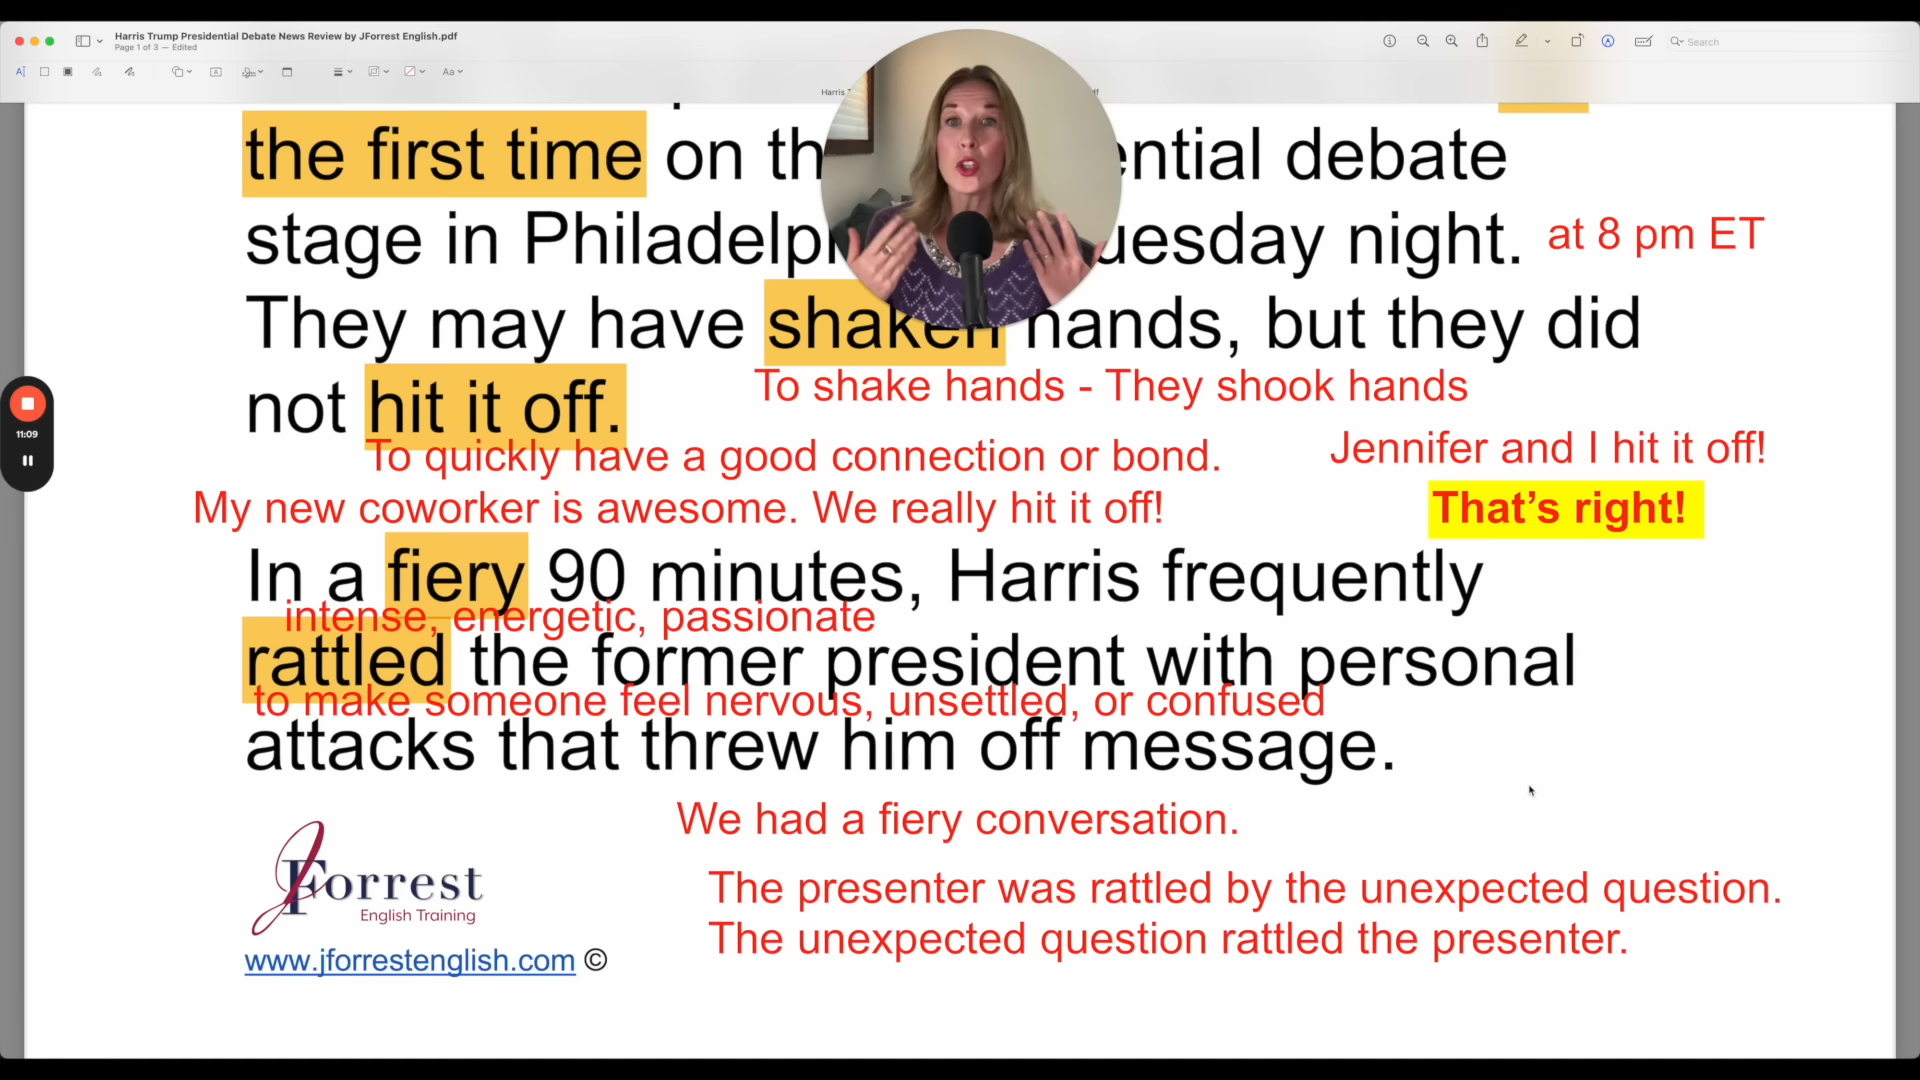 Harris Trump Presidential Debate News Review by JForrest English.pdf
Page 1 of 3 — Edited
Search
Aa
Harris
the first time on th ential debate
stage in Philadelp uesday night. at 8 pm ET
They may have shaken hands, but they did
To shake hands - They shook hands
not hit it off.
11:09
To quickly have a good connection or bond.
Jennifer and I hit it off!
My new coworker is awesome. We really hit it off!
That's right!
In a fiery 90 minutes, Harris frequently
intense, energetic, passionate
rattled the former president with personal
to make someone feel nervous, unsettled, or confused
attacks that threw him off message.
We had a fiery conversation.
JForrest
English Training
The presenter was rattled by the unexpected question.
The unexpected question rattled the presenter.
www.jforrestenglish.com ©